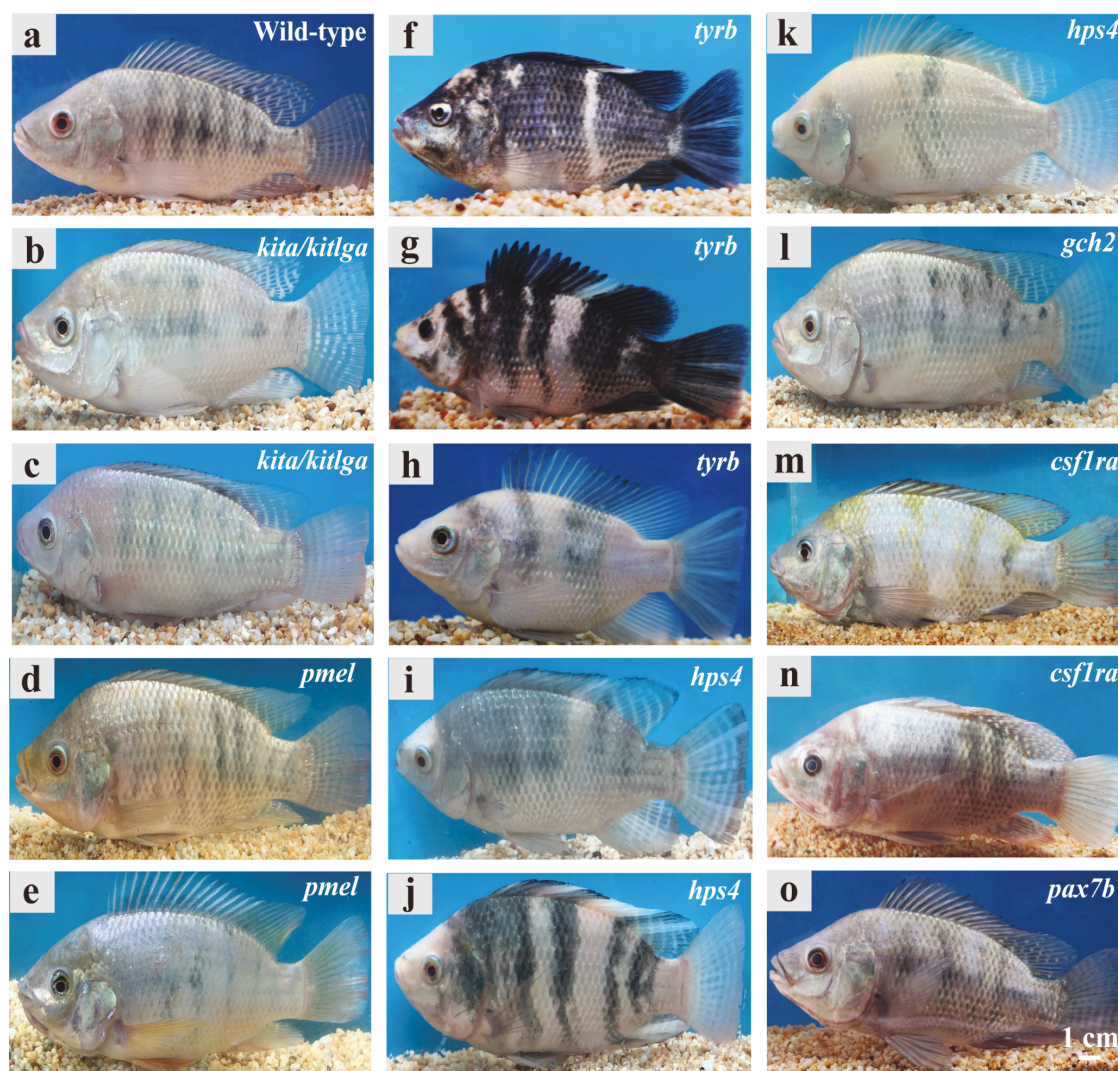 a Wild-type
b kita/kitlga
c kita/kitlga
d pmel
e pmel
f tyrb
g tyrb
h tyrb
i hps4
j hps4
k hps4
l gch2
m csf1ra
n csf1ra
o pax7b
1 cm